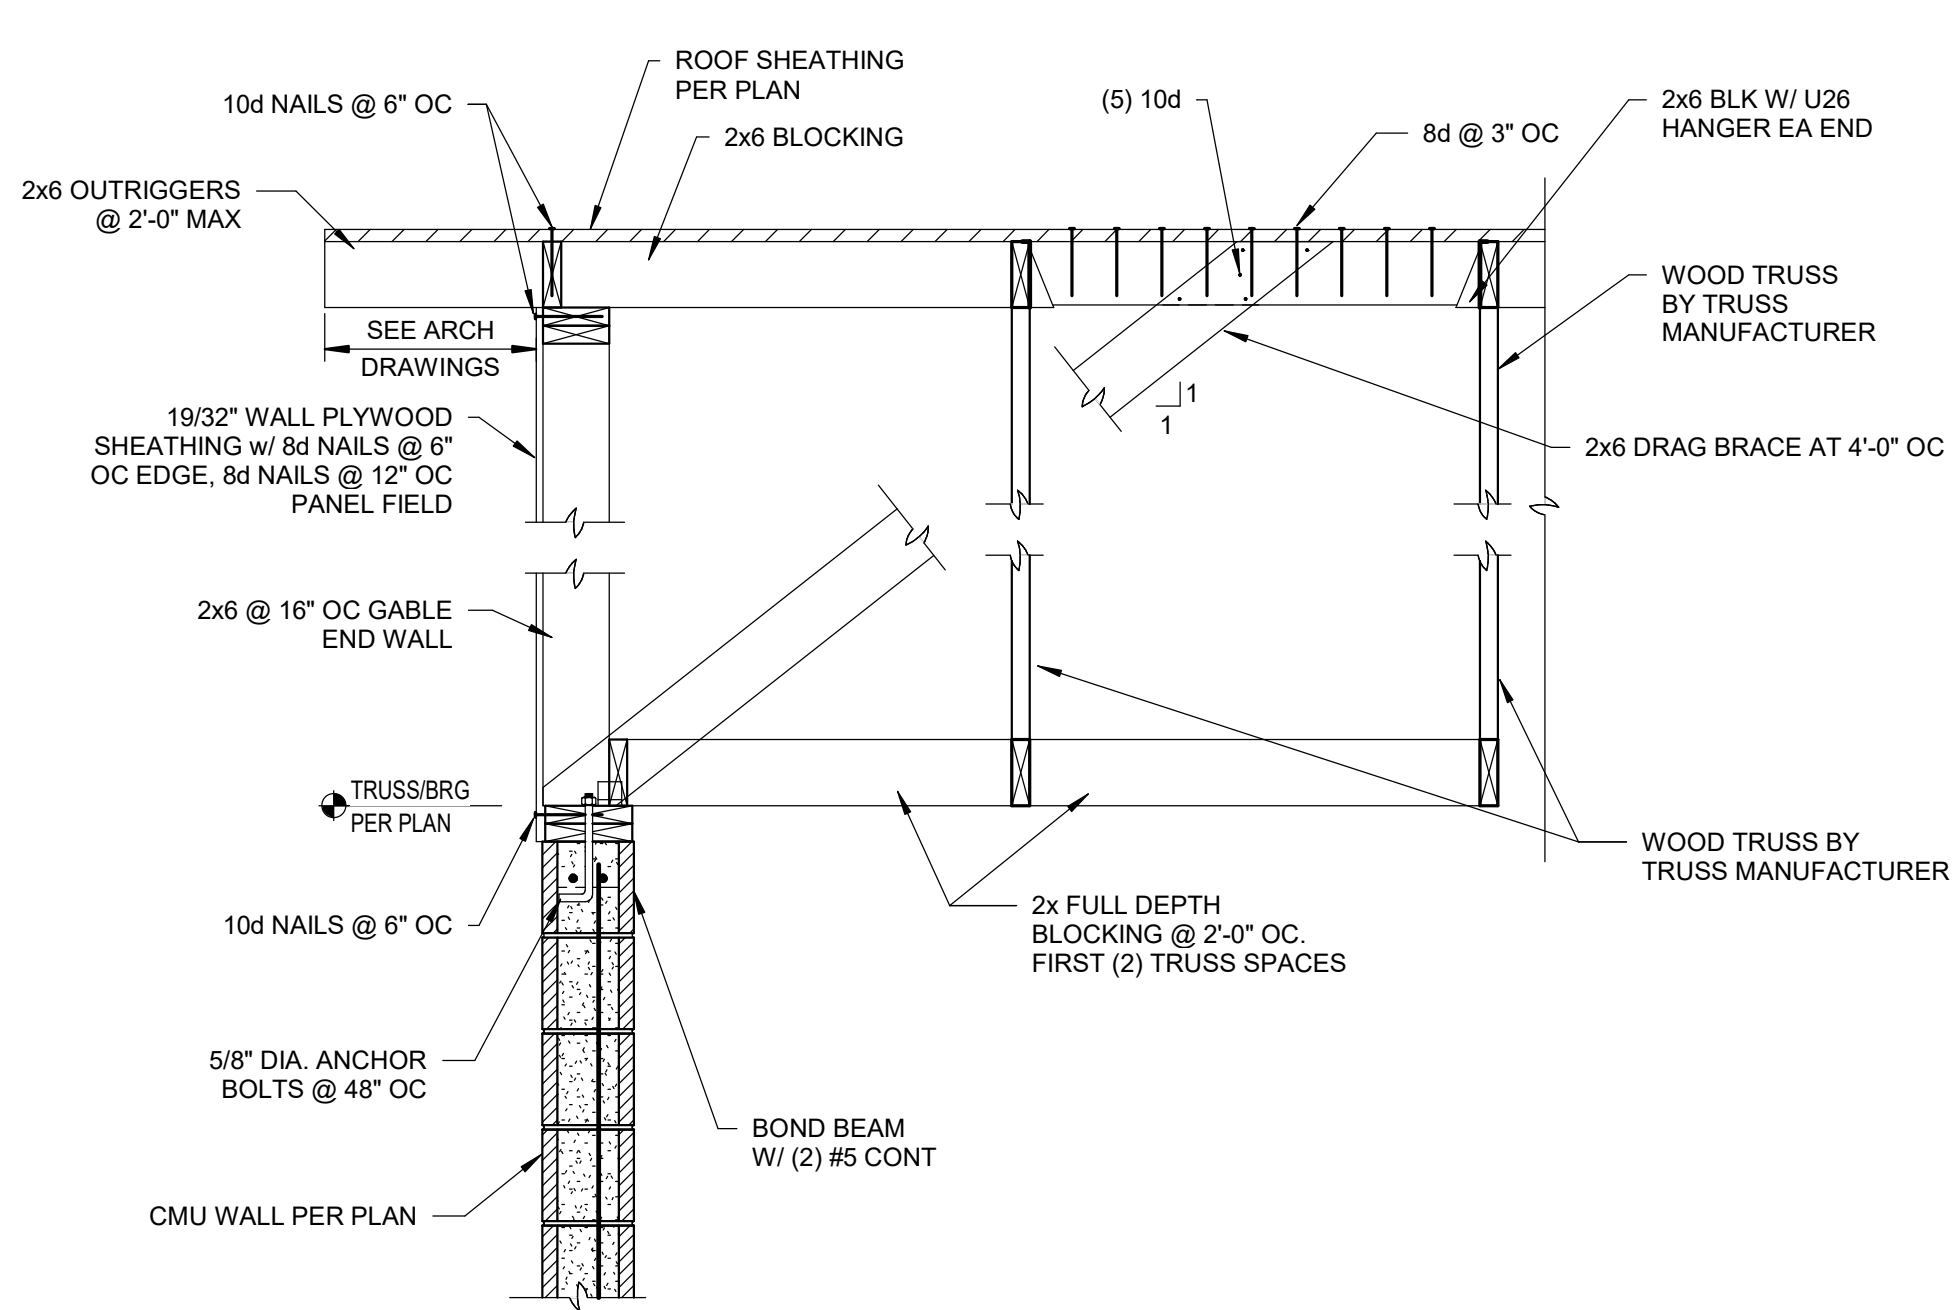 ROOF SHEATHING
PER PLAN
10d NAILS @ 6" OC
2x6 BLOCKING
(5) 10d
8d @ 3" OC
2x6 BLK W/ U26
HANGER EA END
2x6 OUTRIGGERS
@ 2'-0" MAX
WOOD TRUSS
BY TRUSS
MANUFACTURER
SEE ARCH
DRAWINGS
1
1
19/32" WALL PLYWOOD
SHEATHING w/ 8d NAILS @ 6"
OC EDGE, 8d NAILS @ 12" OC
PANEL FIELD
2x6 DRAG BRACE AT 4'-0" OC
2x6 @ 16" OC GABLE
END WALL
TRUSS/BRG
PER PLAN
WOOD TRUSS BY
TRUSS MANUFACTURER
10d NAILS @ 6" OC
2x FULL DEPTH
BLOCKING @ 2'-0" OC.
FIRST (2) TRUSS SPACES
5/8" DIA. ANCHOR
BOLTS @ 48" OC
BOND BEAM
W/ (2) #5 CONT
CMU WALL PER PLAN